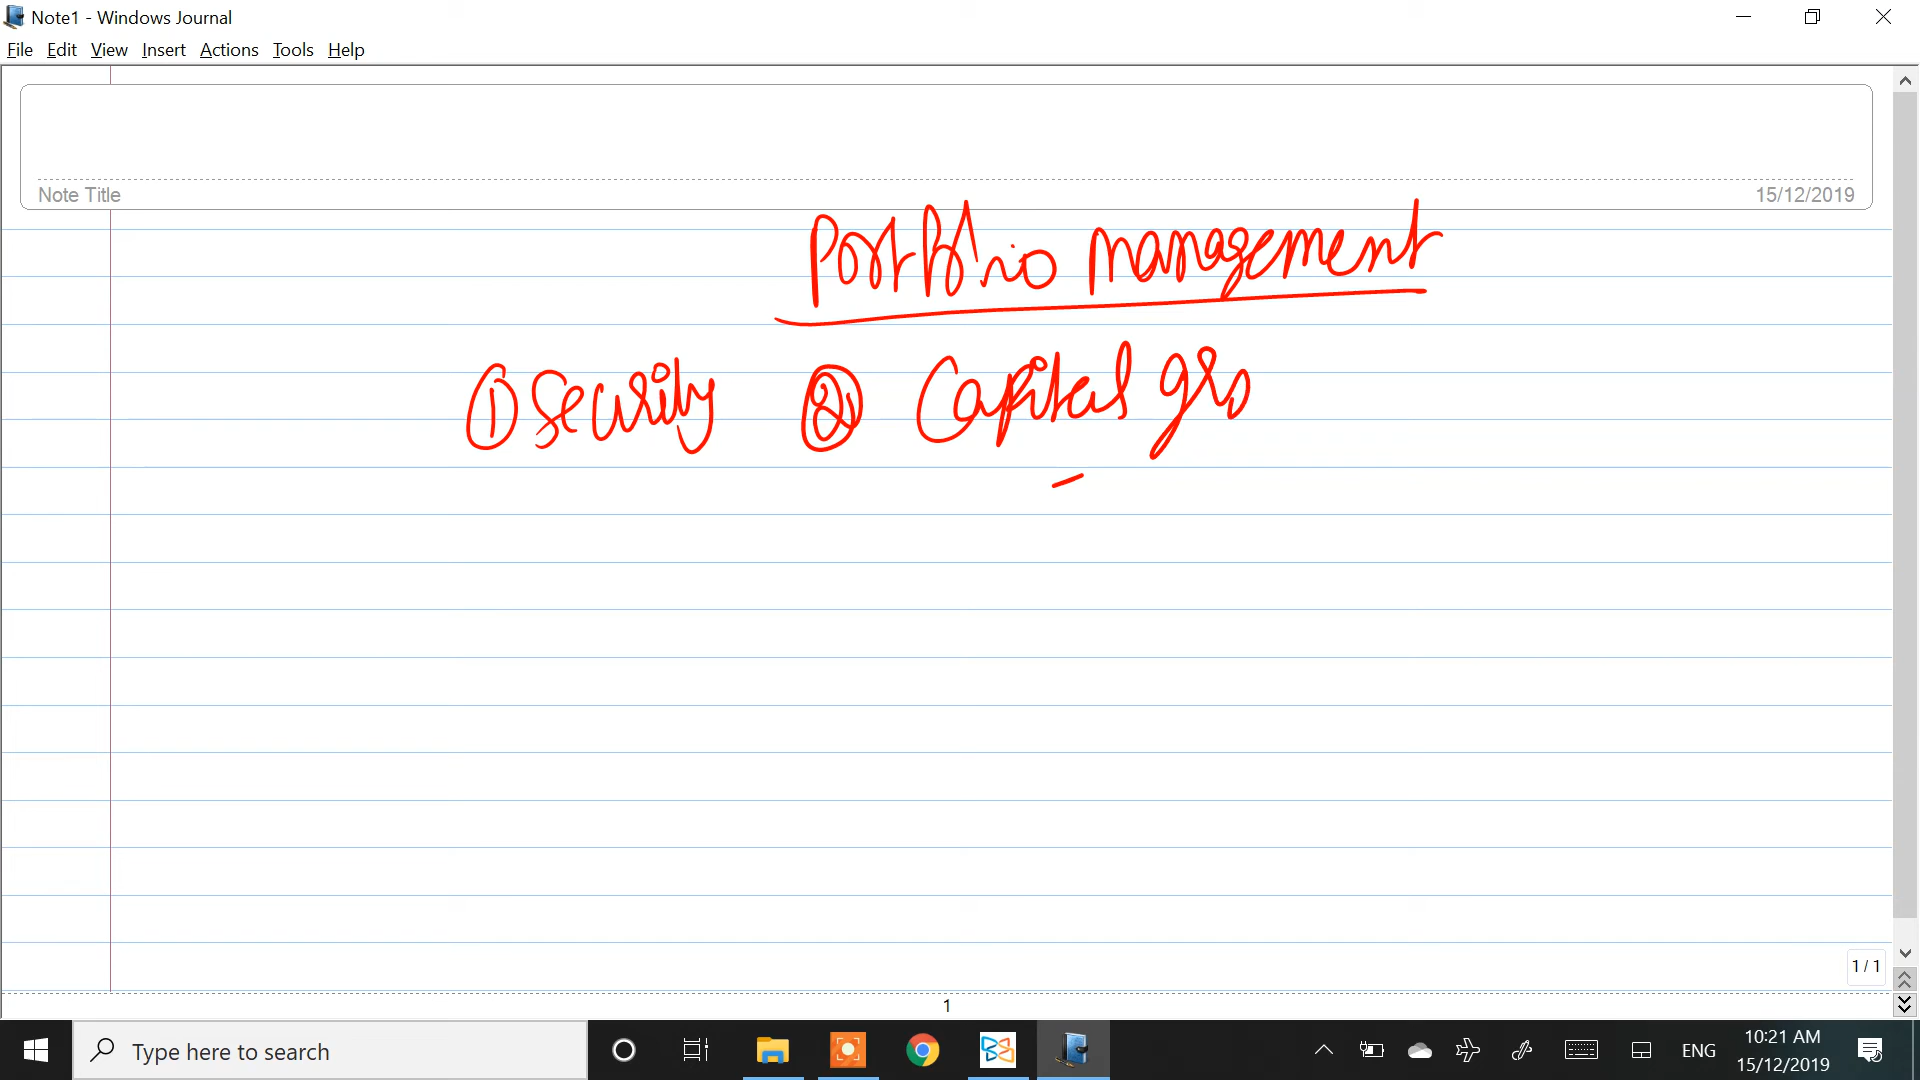 Note1 - Windows Journal
File Edit View Insert Actions Tools Help
Note Title 15/12/2019
Portfolio management
① Security ② Capital gro
1 / 1
1
Type here to search
ENG 10:21 AM
15/12/2019